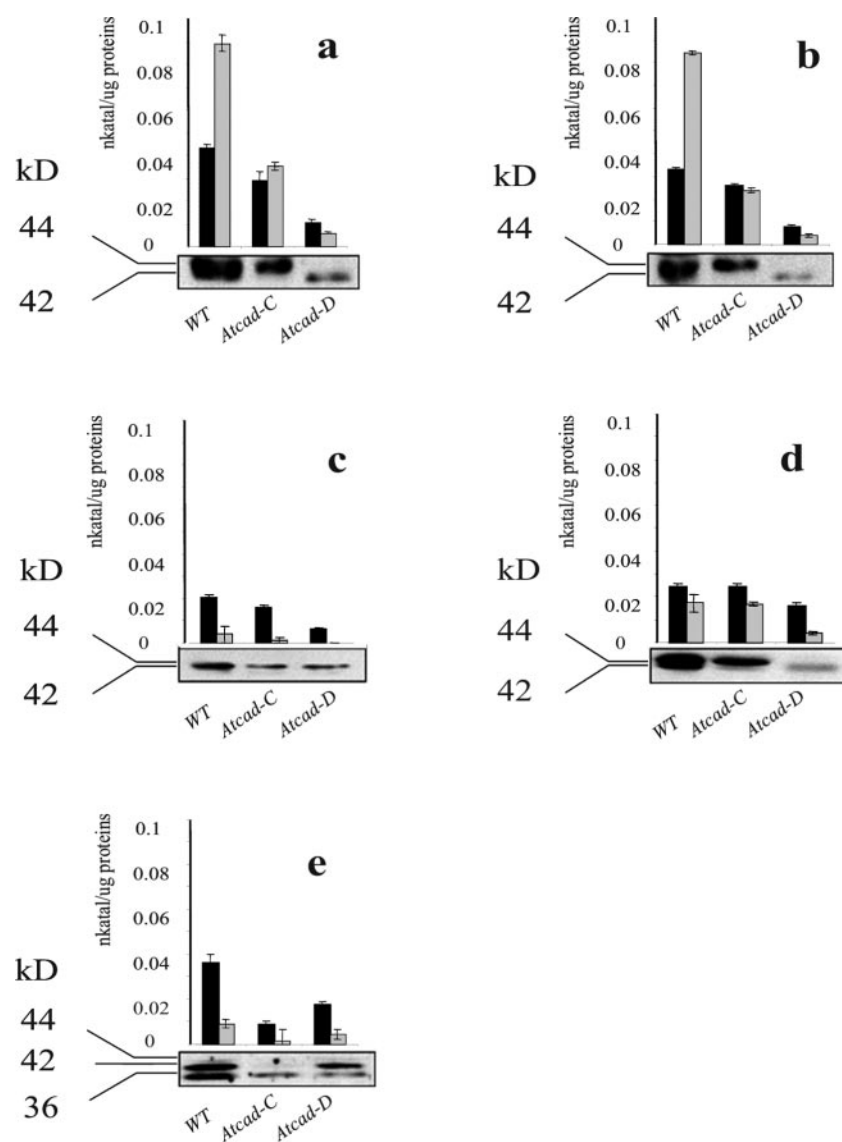 nkatal/ug proteins
0.1
0.08
0.06
0.04
0.02
0
a
kD
44
42
WT
Atcad-C
Atcad-D
nkatal/ug proteins
0.1
0.08
0.06
0.04
0.02
0
b
kD
44
42
WT
Atcad-C
Atcad-D
nkatal/ug proteins
0.1
0.08
0.06
0.04
0.02
0
c
kD
44
42
WT
Atcad-C
Atcad-D
nkatal/ug proteins
0.1
0.08
0.06
0.04
0.02
0
d
kD
44
42
WT
Atcad-C
Atcad-D
nkatal/ug proteins
0.1
0.08
0.06
0.04
0.02
0
e
kD
44
42
36
WT
Atcad-C
Atcad-D